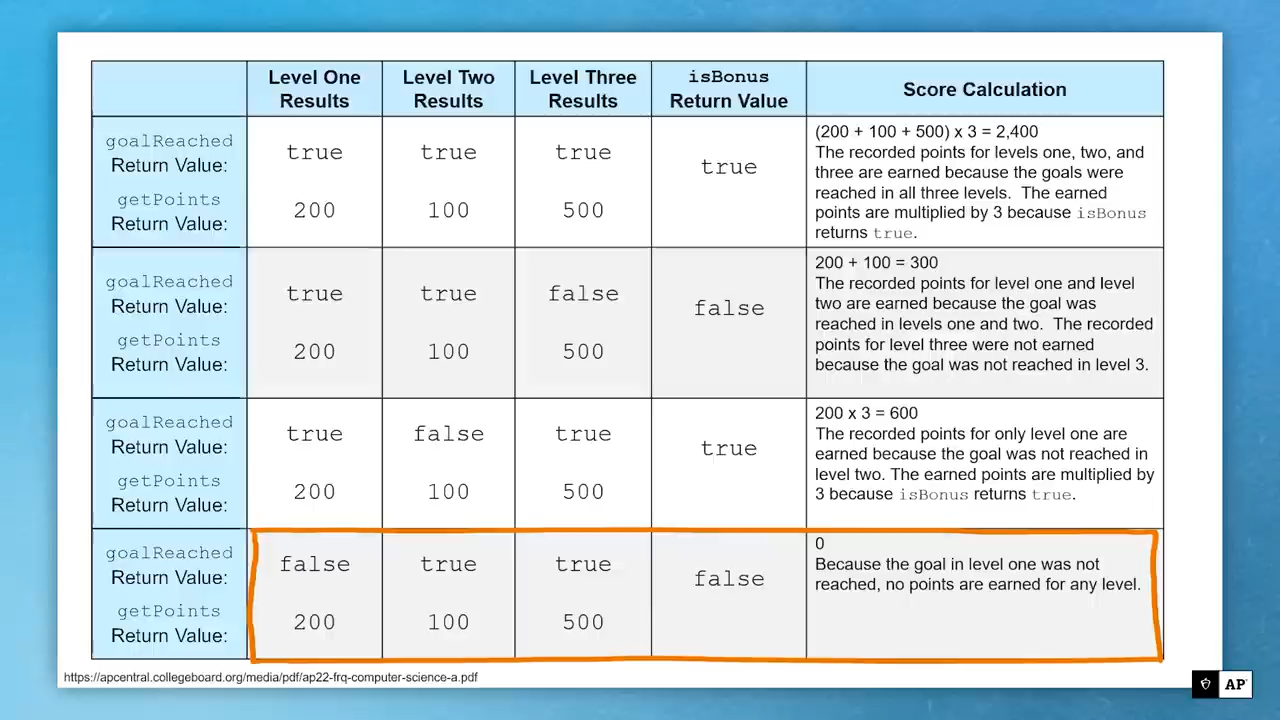 Level One Results
Level Two Results
Level Three Results
isBonus
Return Value
Score Calculation
goalReached
Return Value:
true
true
true
getPoints
Return Value:
200
100
500
true
(200 + 100 + 500) x 3 = 2,400
The recorded points for levels one, two, and
three are earned because the goals were
reached in all three levels.  The earned
points are multiplied by 3 because isBonus
returns true.
goalReached
Return Value:
true
true
false
getPoints
Return Value:
200
100
500
false
200 + 100 = 300
The recorded points for level one and level
two are earned because the goal was
reached in levels one and two.  The recorded
points for level three were not earned
because the goal was not reached in level 3.
goalReached
Return Value:
true
false
true
getPoints
Return Value:
200
100
500
true
200 x 3 = 600
The recorded points for only level one are
earned because the goal was not reached in
level two. The earned points are multiplied by
3 because isBonus returns true.
goalReached
Return Value:
false
true
true
getPoints
Return Value:
200
100
500
false
0
Because the goal in level one was not
reached, no points are earned for any level.
https://apcentral.collegeboard.org/media/pdf/ap22-frq-computer-science-a.pdf
AP